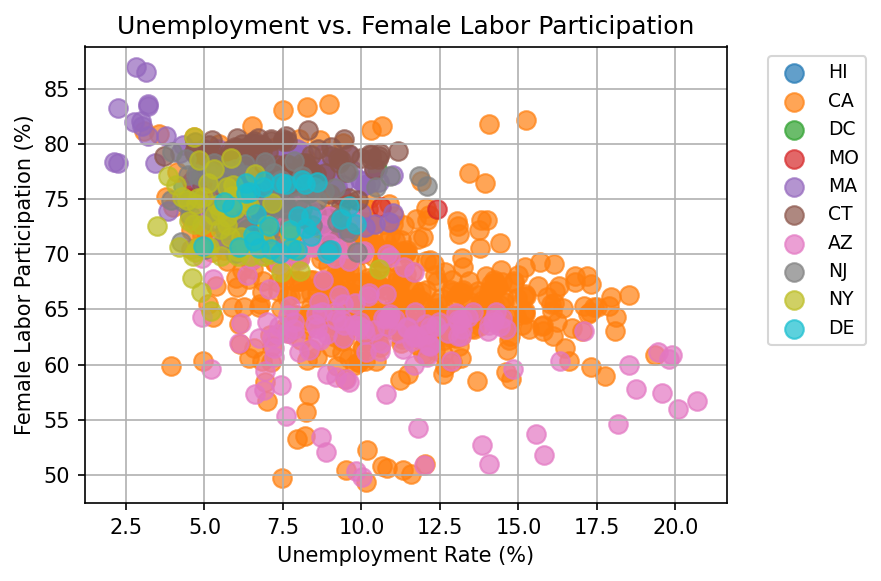 Unemployment vs. Female Labor Participation
Female Labor Participation (%)
85
80
75
70
65
60
55
50
2.5 5.0 7.5 10.0 12.5 15.0 17.5 20.0
Unemployment Rate (%)
HI
CA
DC
MO
MA
CT
AZ
NJ
NY
DE